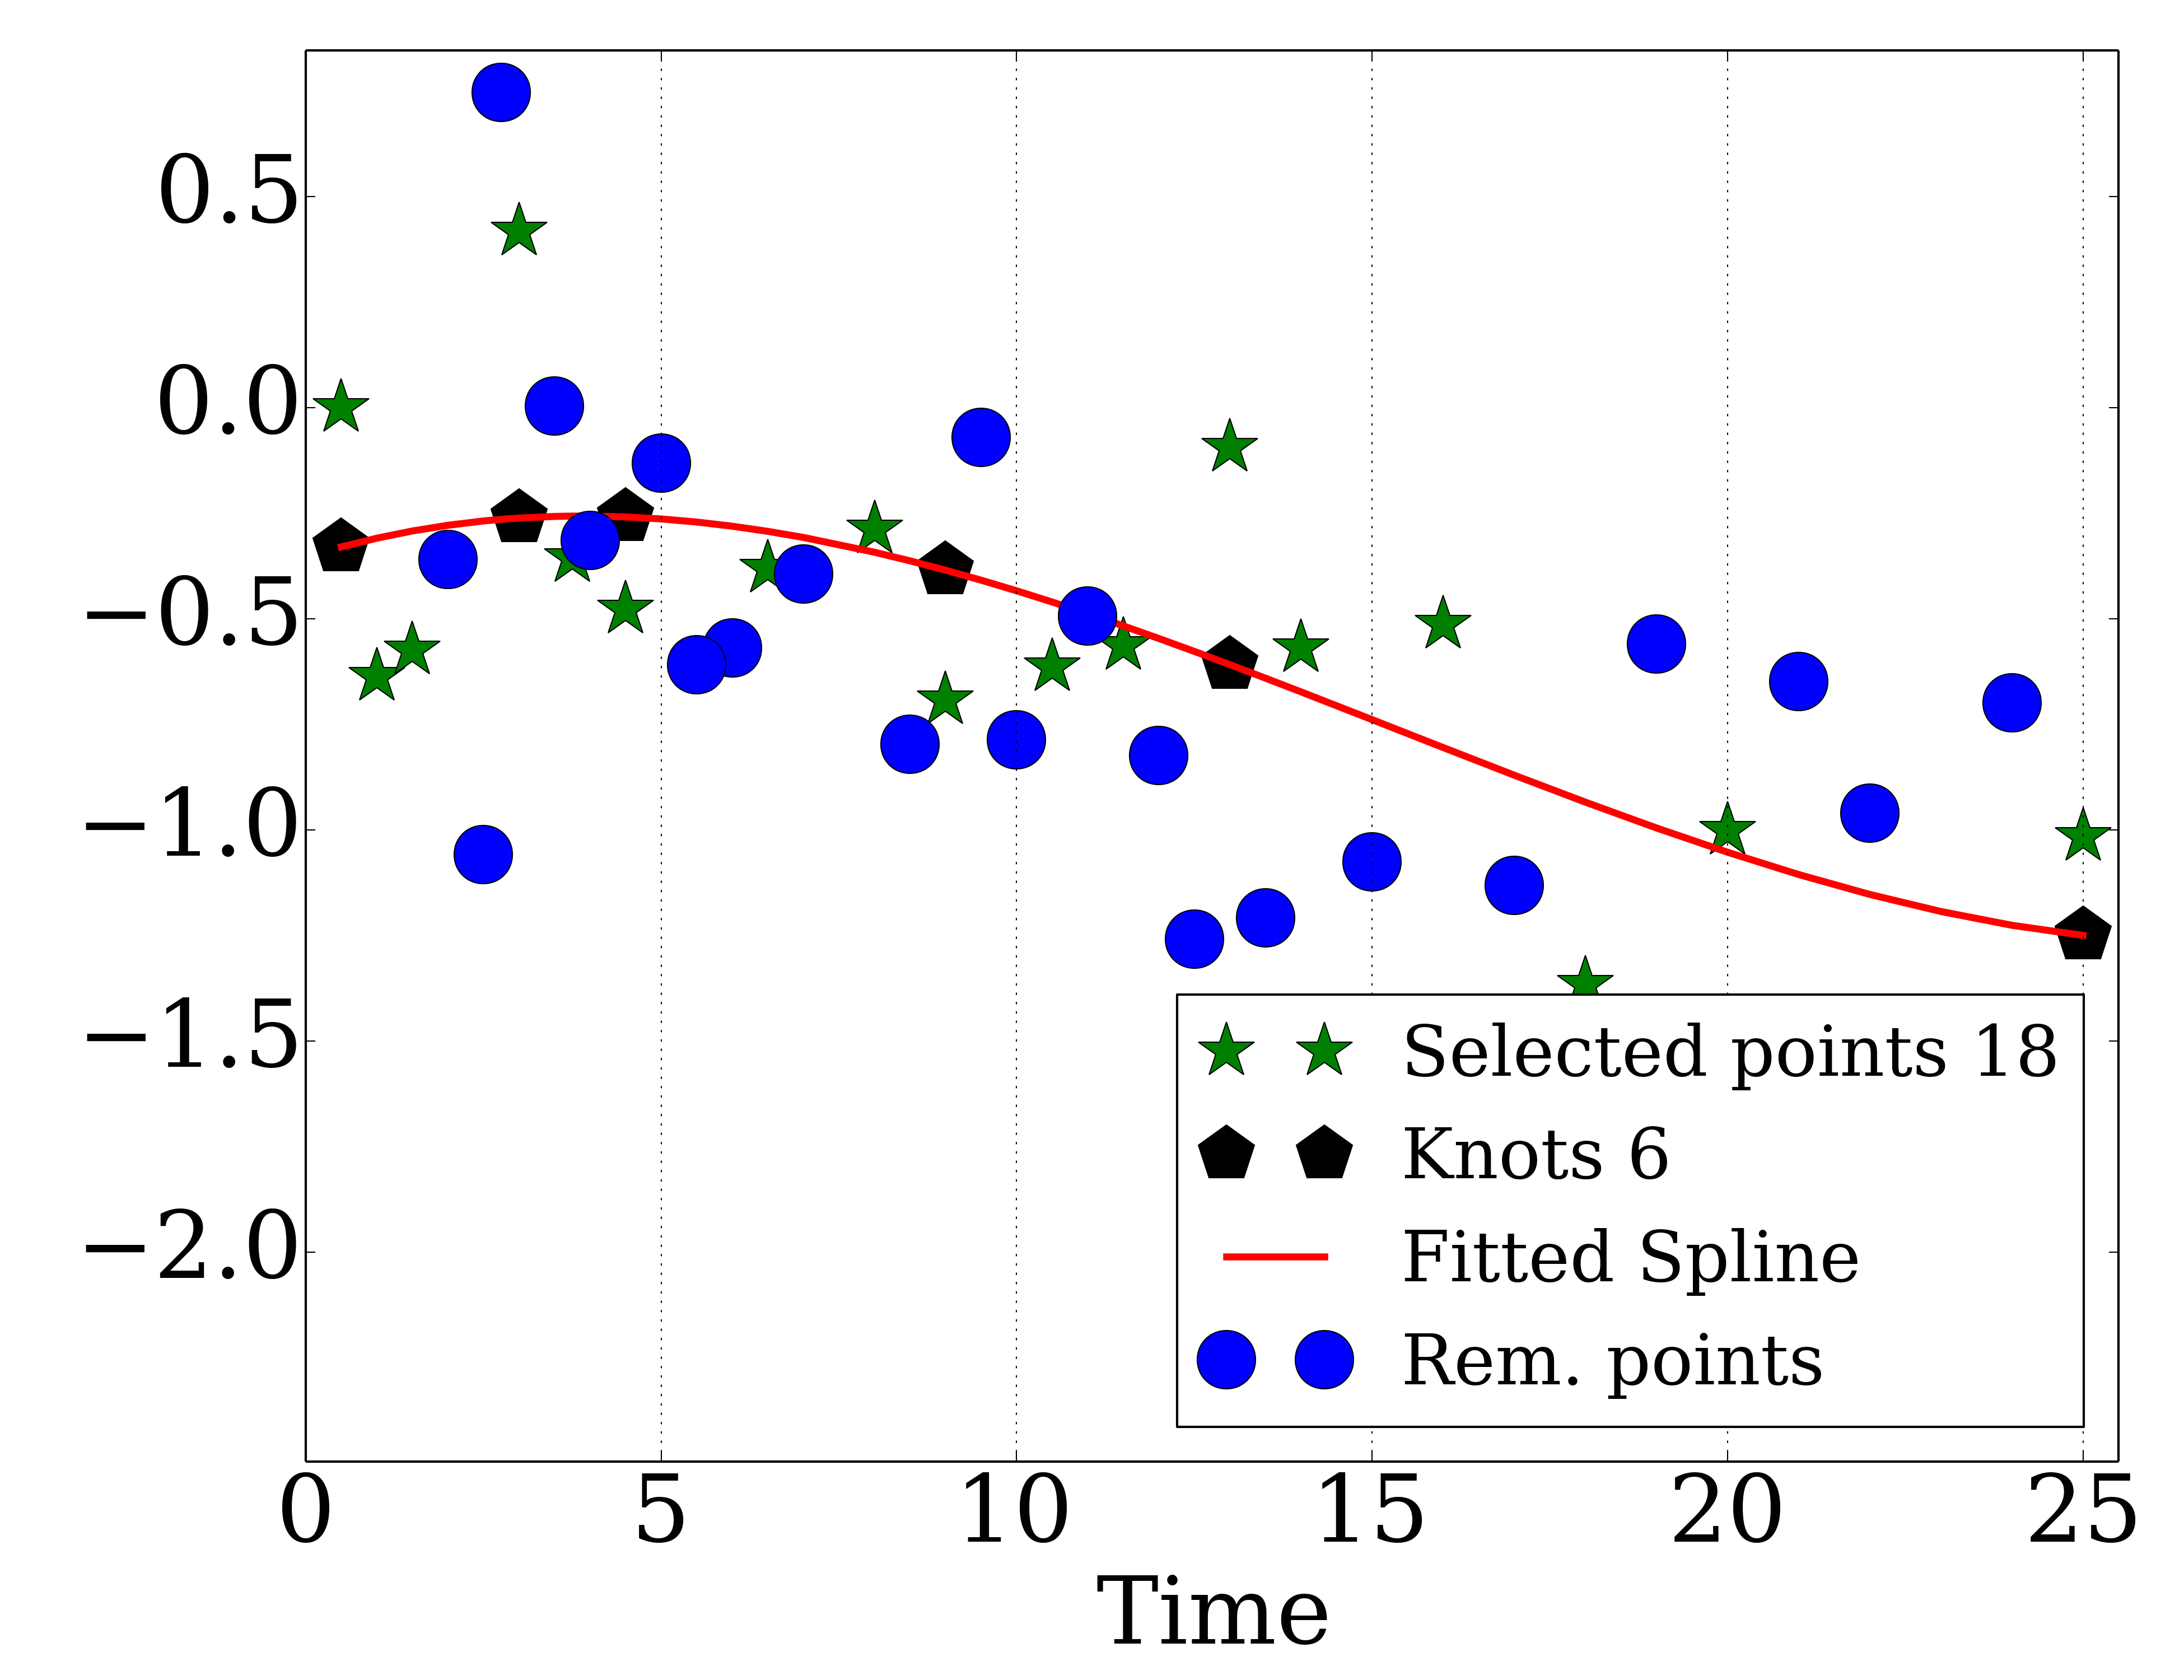 0.5
0.0
−0.5
−1.0
−1.5
−2.0
Selected points 18
Knots 6
Fitted Spline
Rem. points
0 5 10 15 20 25
Time